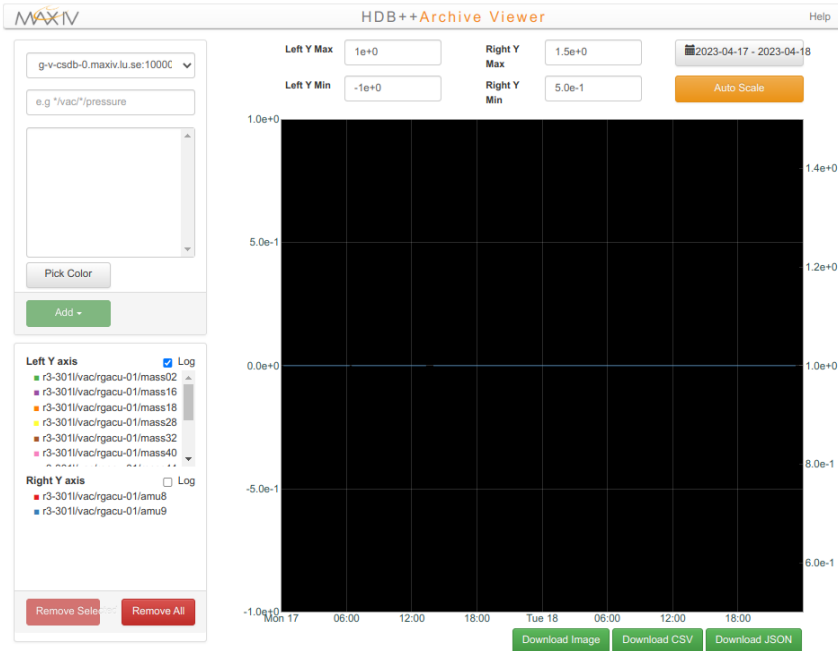 MAXIV
HDB++Archive Viewer
Help
g-v-csdb-0.maxiv.lu.se:10000
e.g */vac/*/pressure
Pick Color
Add
Left Y axis
Log
r3-301l/vac/rgacu-01/mass02
r3-301l/vac/rgacu-01/mass16
r3-301l/vac/rgacu-01/mass18
r3-301l/vac/rgacu-01/mass28
r3-301l/vac/rgacu-01/mass32
r3-301l/vac/rgacu-01/mass40
Right Y axis
Log
r3-301l/vac/rgacu-01/amu8
r3-301l/vac/rgacu-01/amu9
Remove Selec
Remove All
Left Y Max
1e+0
Right Y
Max
1.5e+0
2023-04-17 - 2023-04-18
Left Y Min
-1e+0
Right Y
Min
5.0e-1
Auto Scale
1.0e+0
5.0e-1
0.0e+0
-5.0e-1
-1.0e+0
1.4e+0
1.2e+0
1.0e+0
8.0e-1
6.0e-1
Mon 17
06:00
12:00
18:00
Tue 18
06:00
12:00
18:00
Download Image
Download CSV
Download JSON